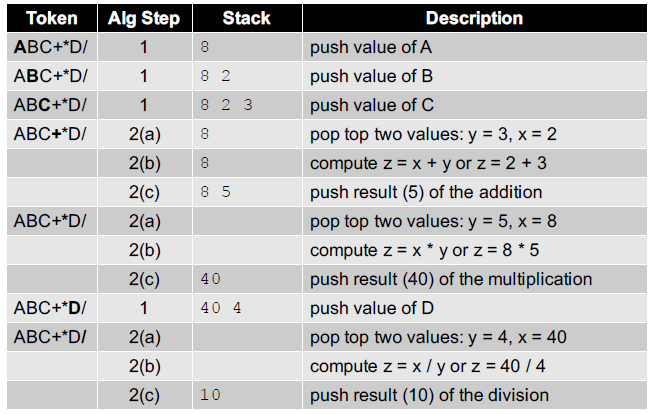 Token Alg Step Stack Description
ABC+*D/ 1 8 push value of A
ABC+*D/ 1 8 2 push value of B
ABC+*D/ 1 8 2 3 push value of C
ABC+*D/ 2(a) 8 pop top two values: y = 3, x = 2
2(b) 8 compute z = x + y or z = 2 + 3
2(c) 8 5 push result (5) of the addition
ABC+*D/ 2(a) pop top two values: y = 5, x = 8
2(b) compute z = x * y or z = 8 * 5
2(c) 40 push result (40) of the multiplication
ABC+*D/ 1 40 4 push value of D
ABC+*D/ 2(a) pop top two values: y = 4, x = 40
2(b) compute z = x / y or z = 40 / 4
2(c) 10 push result (10) of the division